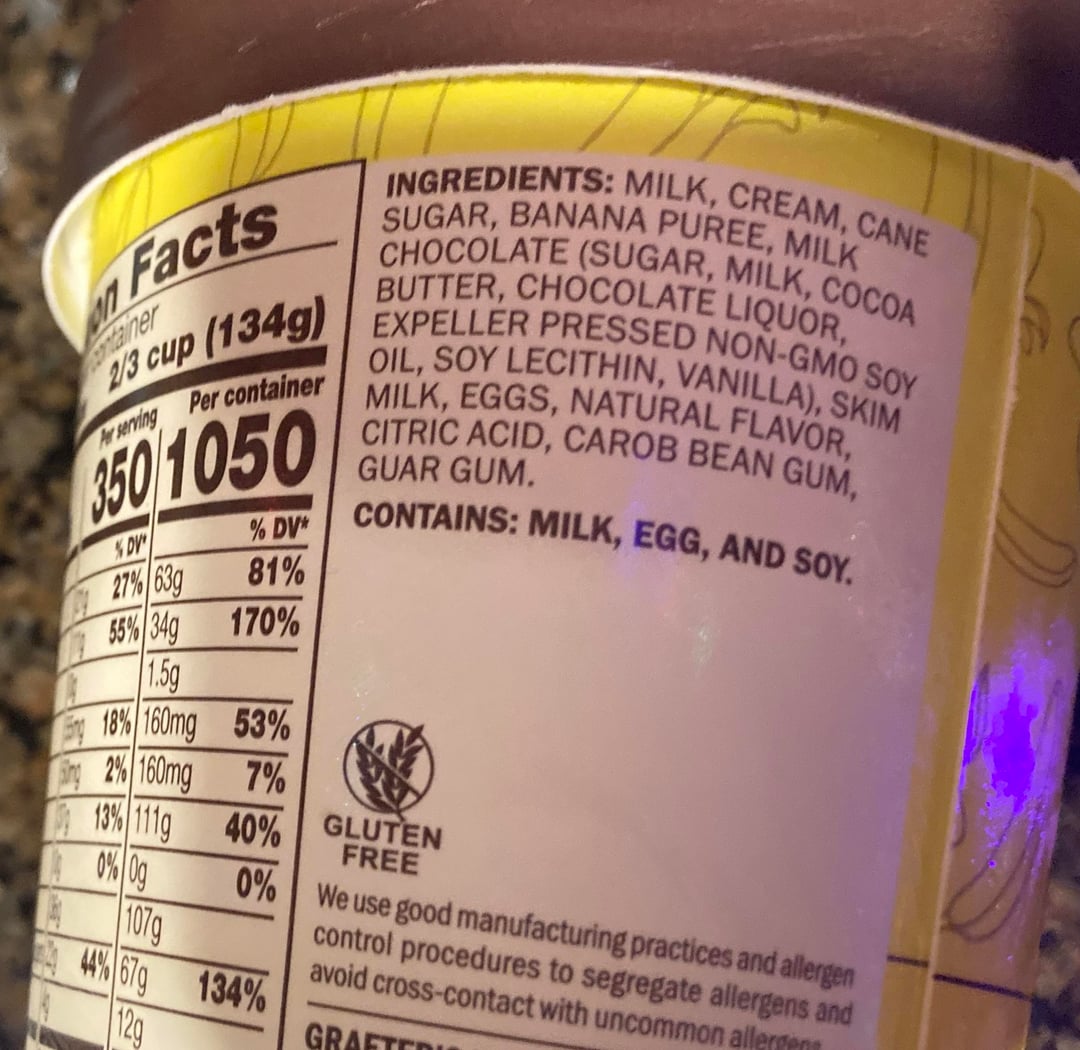 on Facts
container
2/3 cup (134g)
Per serving Per container
350 1050
% DV* % DV*
27% 63g 81%
55% 34g 170%
1.5g
18% 160mg 53%
2% 160mg 7%
13% 111g 40%
0% 0g 0%
107g
44% 67g 134%
12g
INGREDIENTS: MILK, CREAM, CANE
SUGAR, BANANA PUREE, MILK
CHOCOLATE (SUGAR, MILK, COCOA
BUTTER, CHOCOLATE LIQUOR,
EXPELLER PRESSED NON-GMO SOY
OIL, SOY LECITHIN, VANILLA), SKIM
MILK, EGGS, NATURAL FLAVOR,
CITRIC ACID, CAROB BEAN GUM,
GUAR GUM.
CONTAINS: MILK, EGG, AND SOY.
GLUTEN
FREE
We use good manufacturing practices and allergen
control procedures to segregate allergens and
avoid cross-contact with uncommon allergens